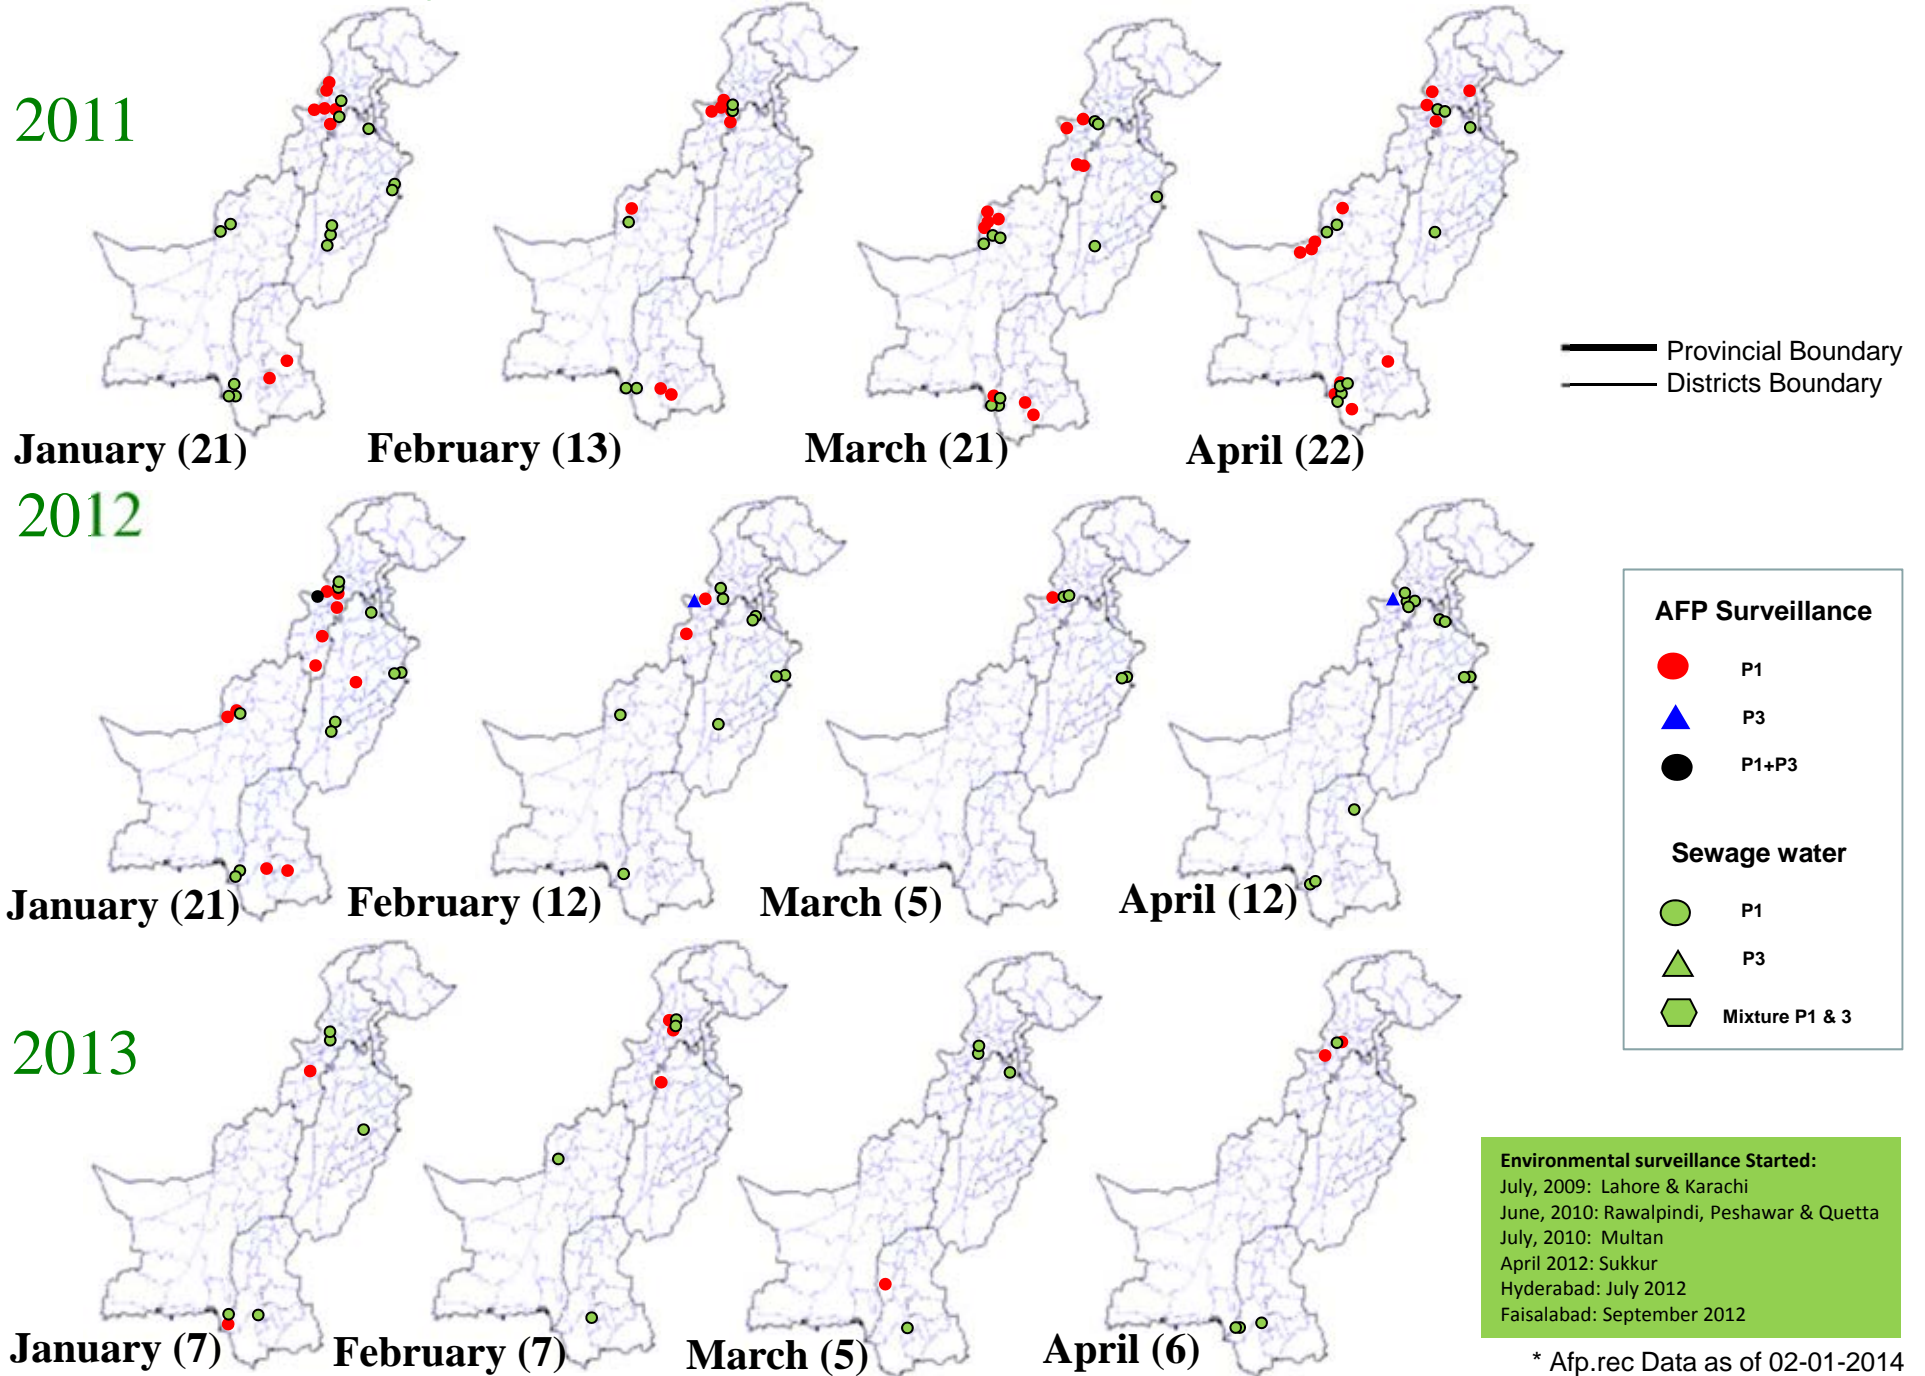 2011
January (21)
February (13)
March (21)
April (22)
Provincial Boundary
Districts Boundary
2012
January (21)
February (12)
March (5)
April (12)
AFP Surveillance
P1
P3
P1+P3
Sewage water
P1
P3
Mixture P1 & 3
2013
January (7)
February (7)
March (5)
April (6)
Environmental surveillance Started:
July, 2009: Lahore & Karachi
June, 2010: Rawalpindi, Peshawar & Quetta
July, 2010: Multan
April 2012: Sukkur
Hyderabad: July 2012
Faisalabad: September 2012
* Afp.rec Data as of 02-01-2014